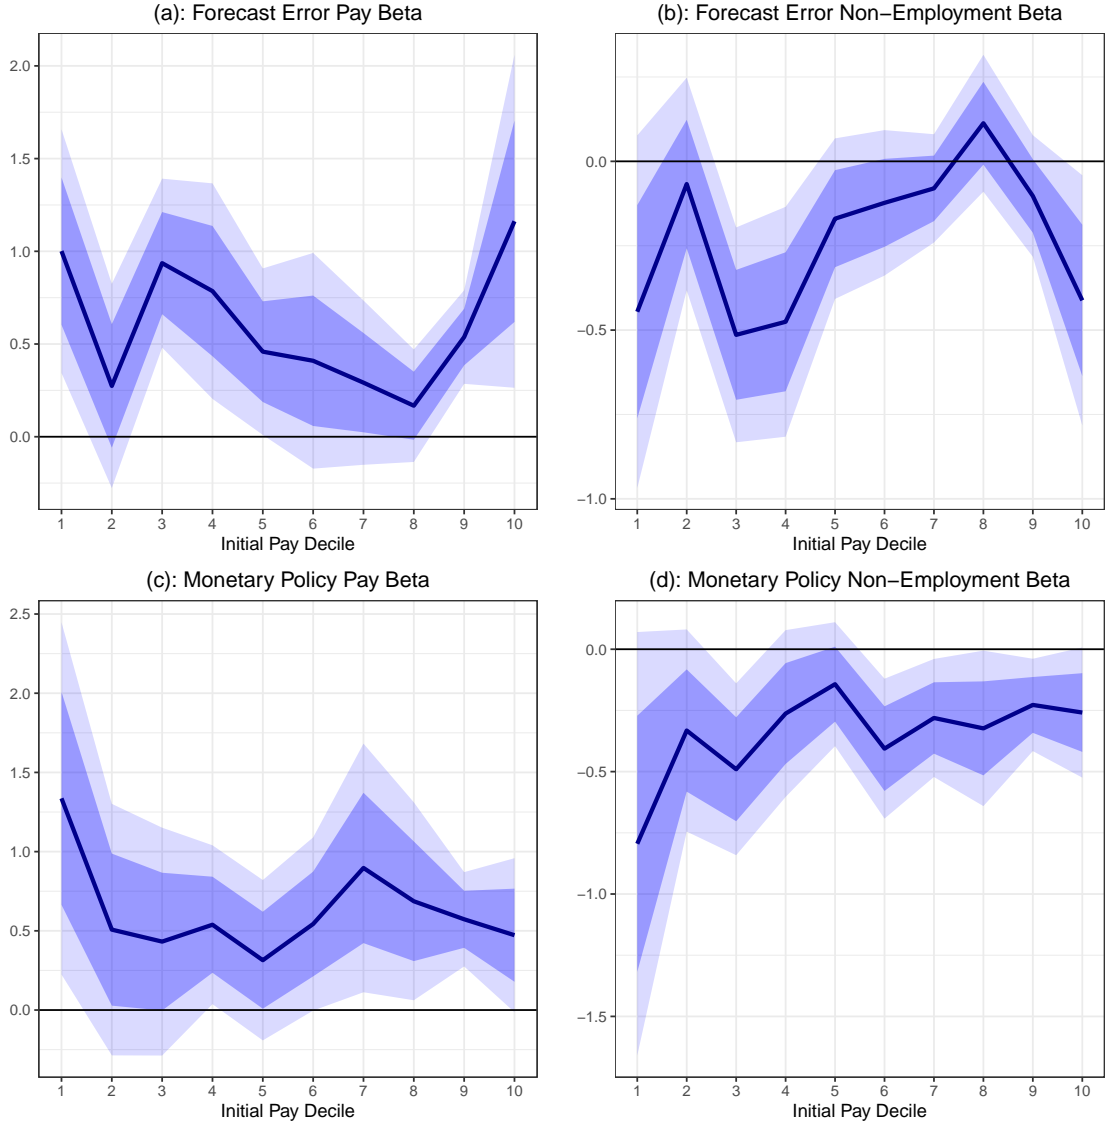 (a): Forecast Error Pay Beta
2.0
1.5
1.0
0.5
0.0
1 2 3 4 5 6 7 8 9 10
Initial Pay Decile
(b): Forecast Error Non−Employment Beta
0.0
−0.5
−1.0
1 2 3 4 5 6 7 8 9 10
Initial Pay Decile
(c): Monetary Policy Pay Beta
2.5
2.0
1.5
1.0
0.5
0.0
1 2 3 4 5 6 7 8 9 10
Initial Pay Decile
(d): Monetary Policy Non−Employment Beta
0.0
−0.5
−1.0
−1.5
1 2 3 4 5 6 7 8 9 10
Initial Pay Decile